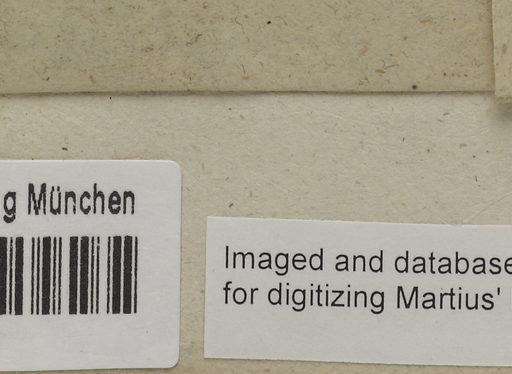 g München
Imaged and database
for digitizing Martius'